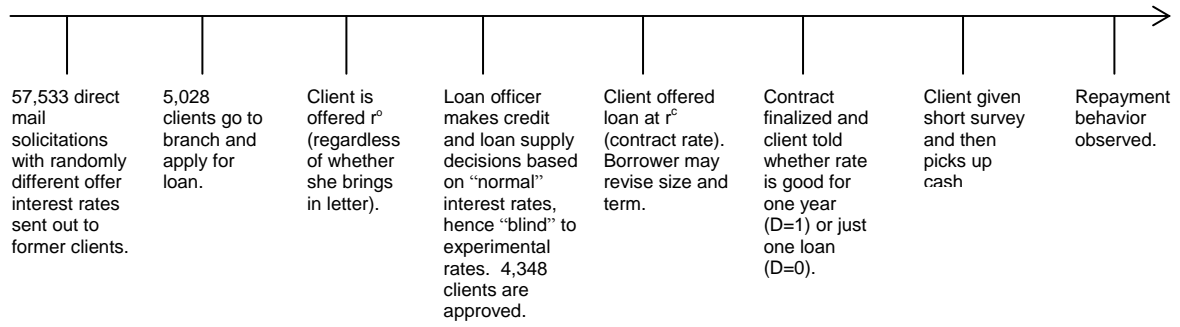 57,533 direct
mail
solicitations
with randomly
different offer
interest rates
sent out to
former clients.
5,028
clients go to
branch and
apply for
loan.
Client is
offered rᵒ
(regardless
of whether
she brings
in letter).
Loan officer
makes credit
and loan supply
decisions based
on “normal”
interest rates,
hence “blind” to
experimental
rates. 4,348
clients are
approved.
Client offered
loan at rᶜ
(contract rate).
Borrower may
revise size and
term.
Contract
finalized and
client told
whether rate
is good for
one year
(D=1) or just
one loan
(D=0).
Client given
short survey
and then
picks up
cash
Repayment
behavior
observed.